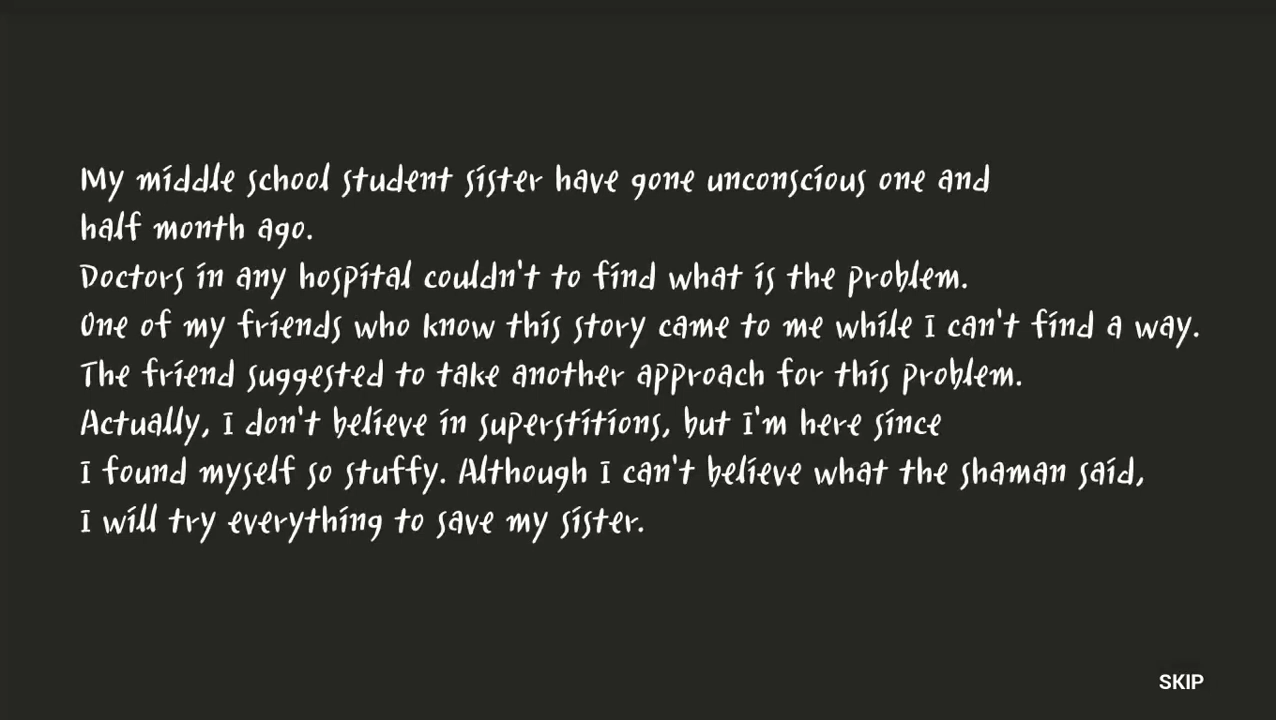 My middle school student sister have gone unconscious one and
half month ago.
Doctors in any hospital couldn't to find what is the problem.
One of my friends who know this story came to me while I can't find a way.
The friend suggested to take another approach for this problem.
Actually, I don't believe in superstitions, but I'm here since
I found myself so stuffy. Although I can't believe what the shaman said,
I will try everything to save my sister.
SKIP